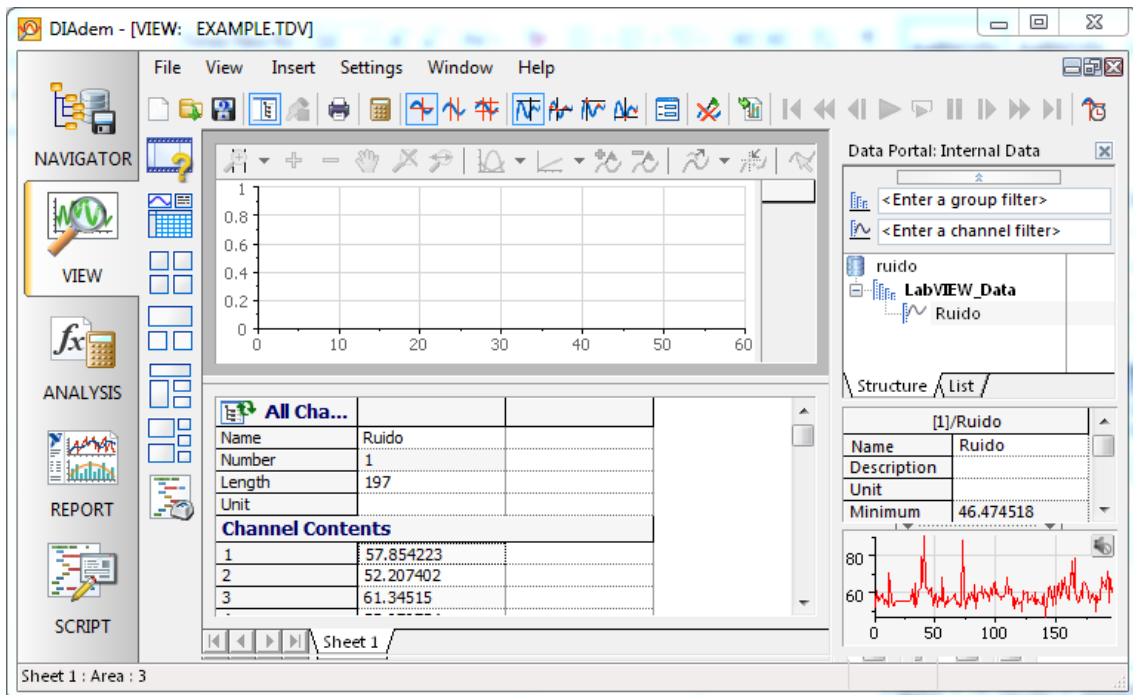 DIAdem - [VIEW: EXAMPLE.TDV]
File View Insert Settings Window Help
NAVIGATOR
VIEW
ANALYSIS
REPORT
SCRIPT
1
0.8
0.6
0.4
0.2
0
0 10 20 30 40 50 60
All Cha...
Name Ruido
Number 1
Length 197
Unit
Channel Contents
1 57.854223
2 52.207402
3 61.34515
Sheet 1
Data Portal: Internal Data
<Enter a group filter>
<Enter a channel filter>
ruido
LabVIEW_Data
Ruido
Structure List
[1]/Ruido
Name Ruido
Description
Unit
Minimum 46.474518
80
60
0 50 100 150
Sheet 1 : Area : 3